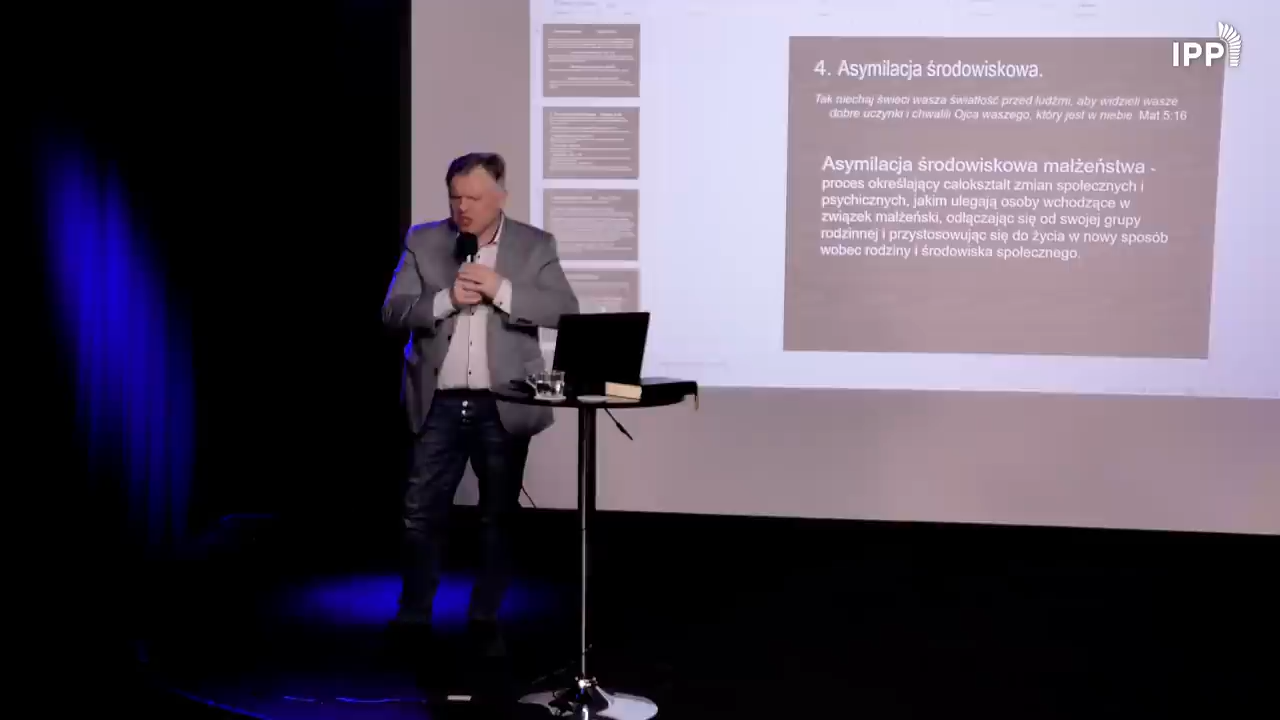 IPP
4. Asymilacja środowiskowa.
Tak niechaj świeci wasza światłość przed ludźmi, aby widzieli wasze
dobre uczynki i chwalili Ojca waszego, który jest w niebie. Mat 5:16
Asymilacja środowiskowa małżeństwa -
proces określający całokształt zmian społecznych i
psychicznych, jakim ulegają osoby wchodzące w
związek małżeński, odłączając się od swojej grupy
rodzinnej i przystosowując się do życia w nowy sposób
wobec rodziny i środowiska społecznego.